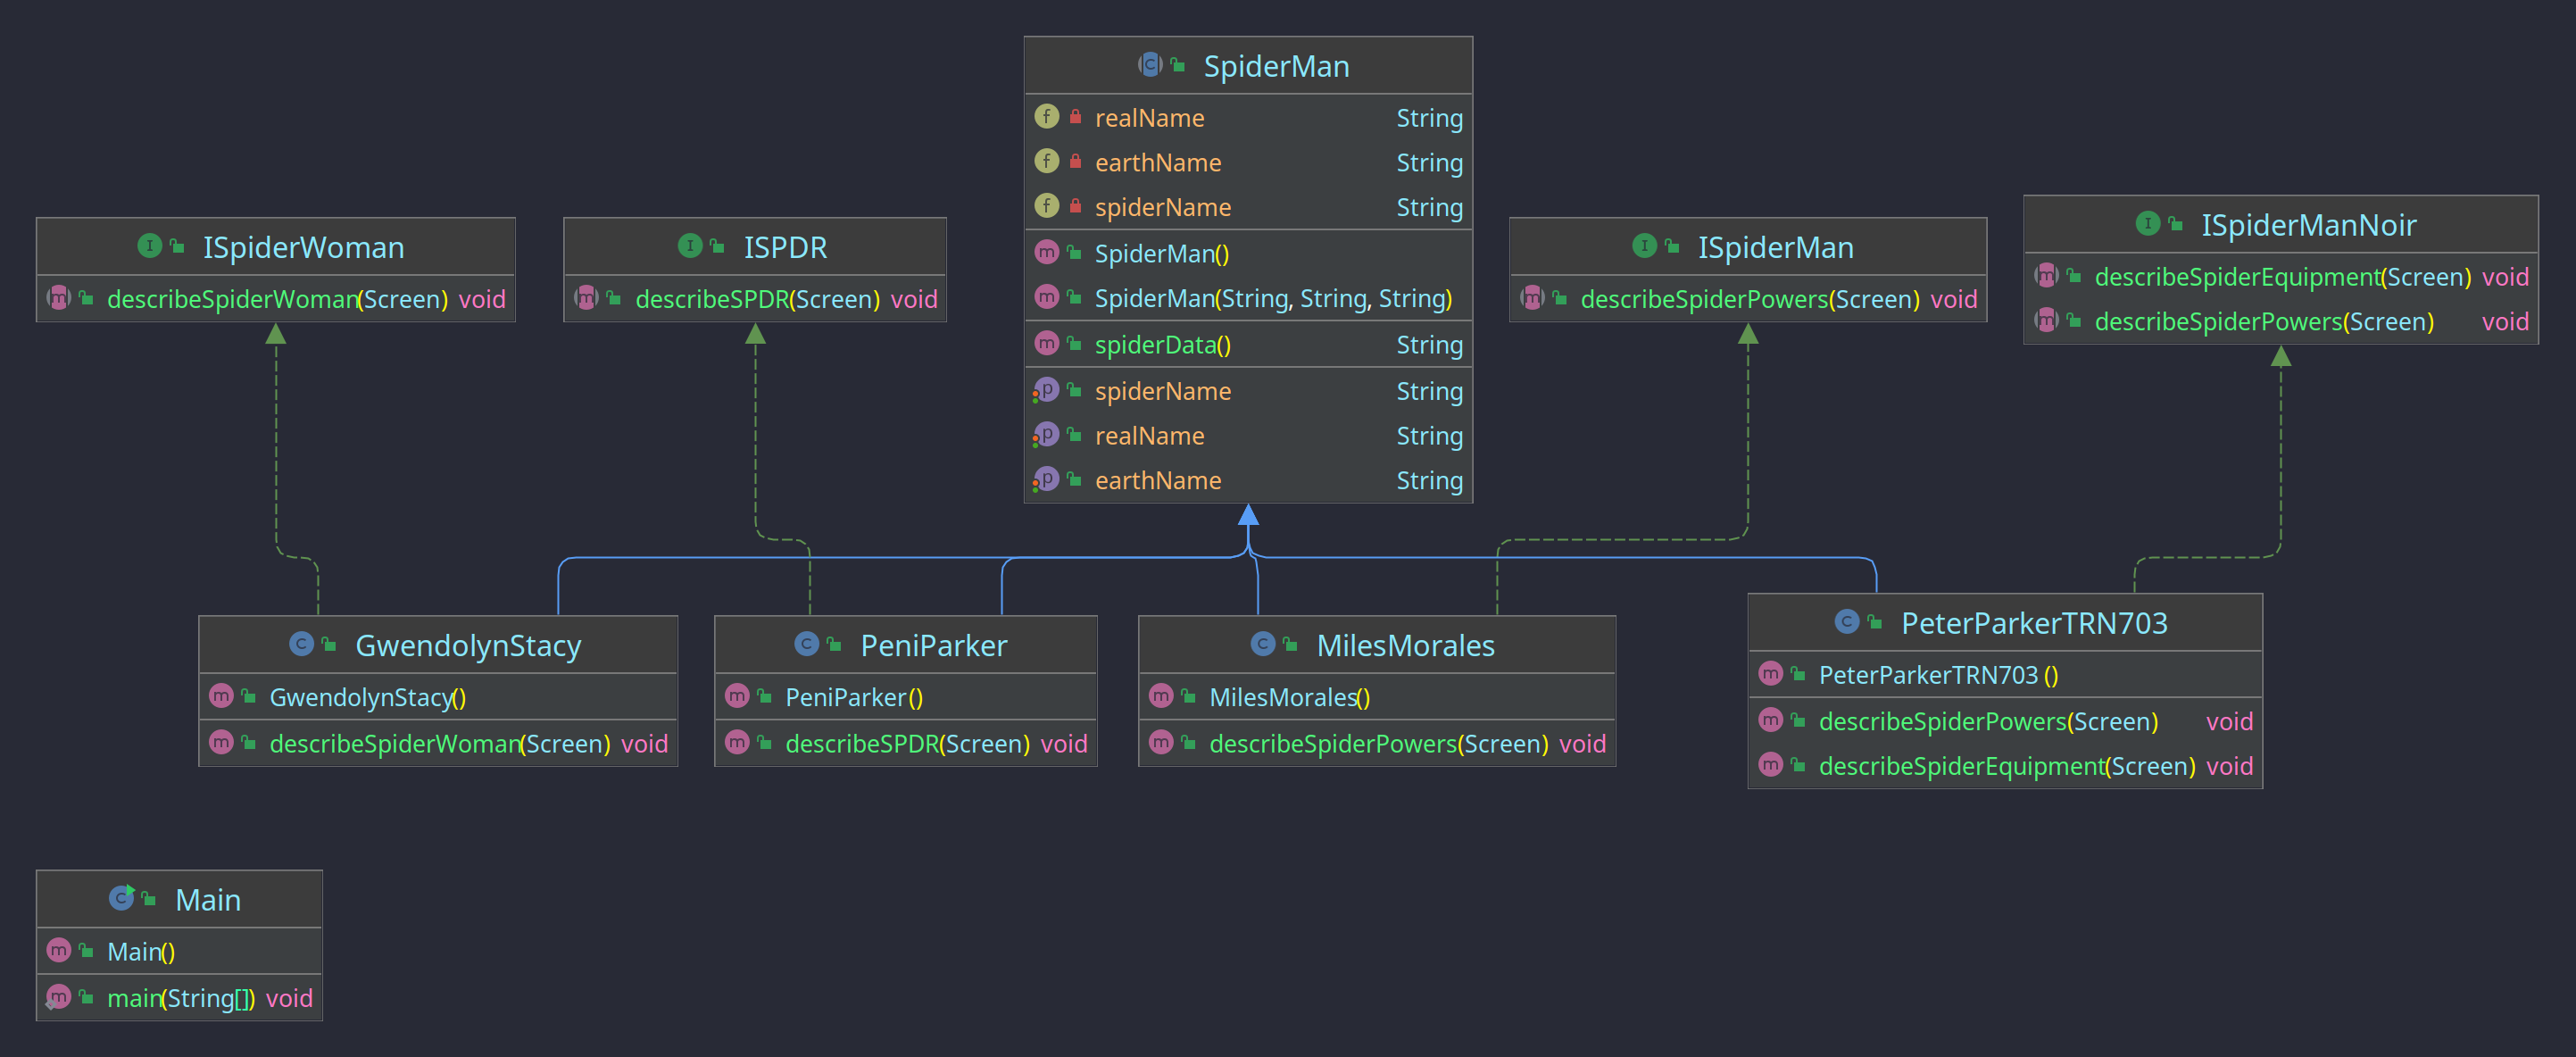 SpiderMan
realName String
earthName String
spiderName String
SpiderMan()
SpiderMan(String, String, String)
spiderData() String
spiderName String
realName String
earthName String
ISpiderWoman
describeSpiderWoman(Screen) void
ISPDR
describeSPDR(Screen) void
ISpiderMan
describeSpiderPowers(Screen) void
ISpiderManNoir
describeSpiderEquipment(Screen) void
describeSpiderPowers(Screen) void
GwendolynStacy
GwendolynStacy()
describeSpiderWoman(Screen) void
PeniParker
PeniParker()
describeSPDR(Screen) void
MilesMorales
MilesMorales()
describeSpiderPowers(Screen) void
PeterParkerTRN703
PeterParkerTRN703 ()
describeSpiderPowers(Screen) void
describeSpiderEquipment(Screen) void
Main
Main()
main(String[]) void